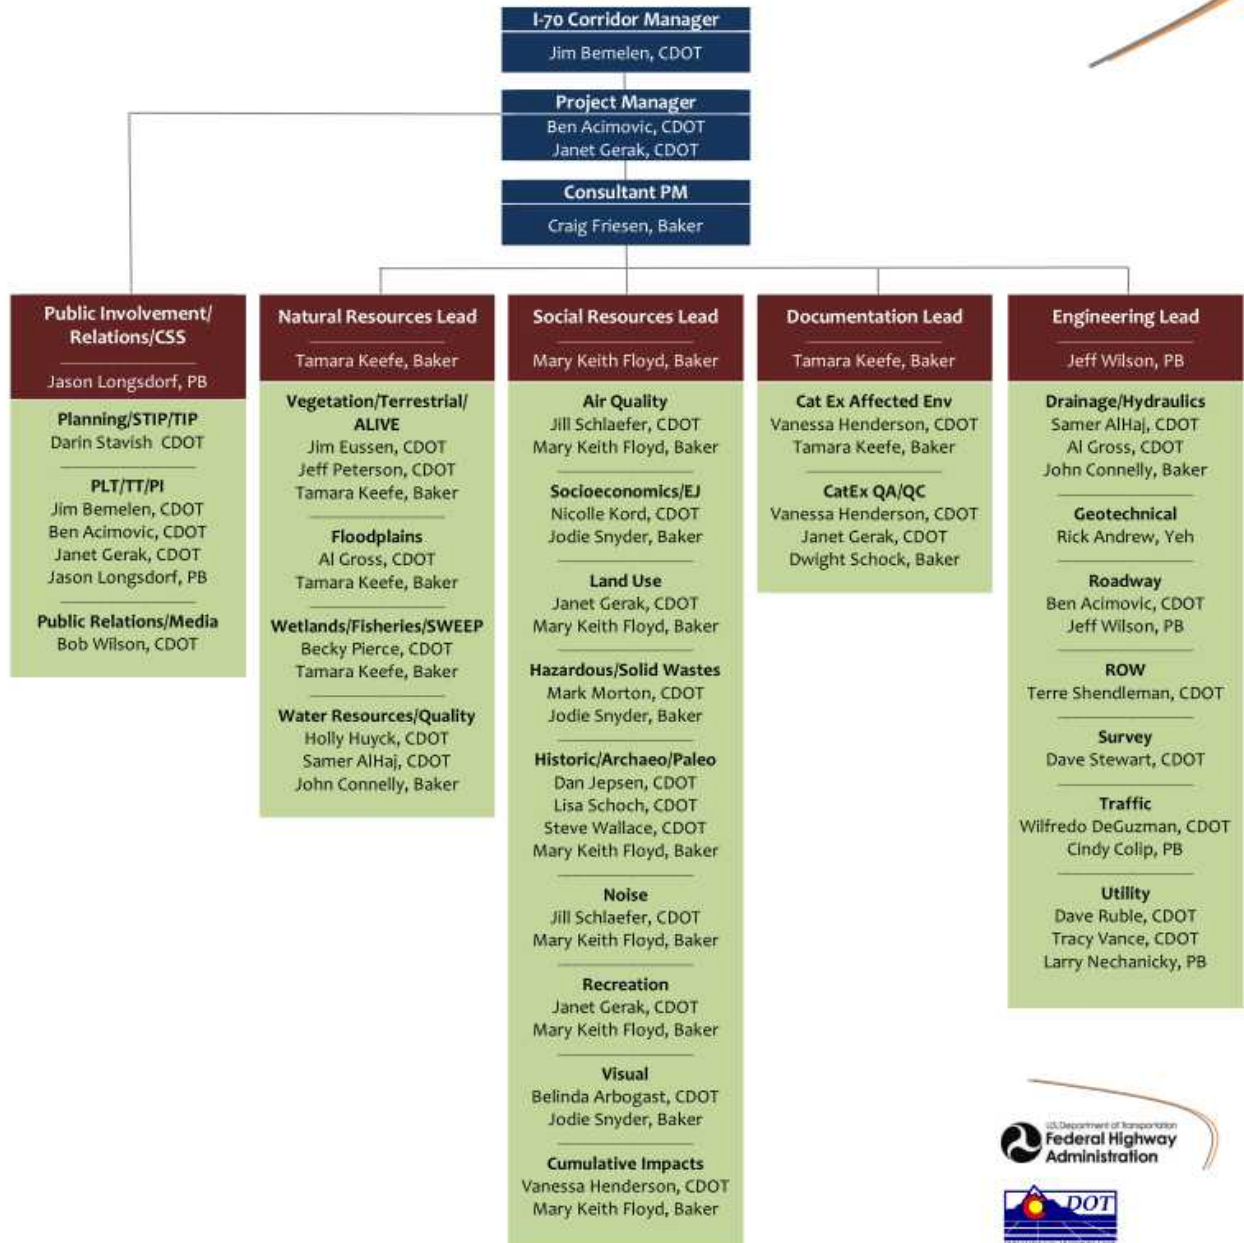 I-70 Corridor Manager
Jim Bemelen, CDOT
Project Manager
Ben Acimovic, CDOT
Janet Gerak, CDOT
Consultant PM
Craig Friesen, Baker
Public Involvement/
Relations/CSS
Jason Longsdorf, PB
Planning/STIP/TIP
Darin Stavish CDOT
PLT/TT/PI
Jim Bemelen, CDOT
Ben Acimovic, CDOT
Janet Gerak, CDOT
Jason Longsdorf, PB
Public Relations/Media
Bob Wilson, CDOT
Natural Resources Lead
Tamara Keefe, Baker
Vegetation/Terrestrial/
ALIVE
Jim Eussen, CDOT
Jeff Peterson, CDOT
Tamara Keefe, Baker
Floodplains
Al Gross, CDOT
Tamara Keefe, Baker
Wetlands/Fisheries/SWEEP
Becky Pierce, CDOT
Tamara Keefe, Baker
Water Resources/Quality
Holly Huyck, CDOT
Samer AlHaj, CDOT
John Connelly, Baker
Social Resources Lead
Mary Keith Floyd, Baker
Air Quality
Jill Schlaefer, CDOT
Mary Keith Floyd, Baker
Socioeconomics/EJ
Nicolle Kord, CDOT
Jodie Snyder, Baker
Land Use
Janet Gerak, CDOT
Mary Keith Floyd, Baker
Hazardous/Solid Wastes
Mark Morton, CDOT
Jodie Snyder, Baker
Historic/Archaeo/Paleo
Dan Jepsen, CDOT
Lisa Schoch, CDOT
Steve Wallace, CDOT
Mary Keith Floyd, Baker
Noise
Jill Schlaefer, CDOT
Mary Keith Floyd, Baker
Recreation
Janet Gerak, CDOT
Mary Keith Floyd, Baker
Visual
Belinda Arbogast, CDOT
Jodie Snyder, Baker
Cumulative Impacts
Vanessa Henderson, CDOT
Mary Keith Floyd, Baker
Documentation Lead
Tamara Keefe, Baker
Cat Ex Affected Env
Vanessa Henderson, CDOT
Tamara Keefe, Baker
CatEx QA/QC
Vanessa Henderson, CDOT
Janet Gerak, CDOT
Dwight Schock, Baker
Engineering Lead
Jeff Wilson, PB
Drainage/Hydraulics
Samer AlHaj, CDOT
Al Gross, CDOT
John Connelly, Baker
Geotechnical
Rick Andrew, Yeh
Roadway
Ben Acimovic, CDOT
Jeff Wilson, PB
ROW
Terre Shendleman, CDOT
Survey
Dave Stewart, CDOT
Traffic
Wilfredo DeGuzman, CDOT
Cindy Colip, PB
Utility
Dave Ruble, CDOT
Tracy Vance, CDOT
Larry Nechanicky, PB
U.S. Department of Transportation
Federal Highway
Administration
DOT